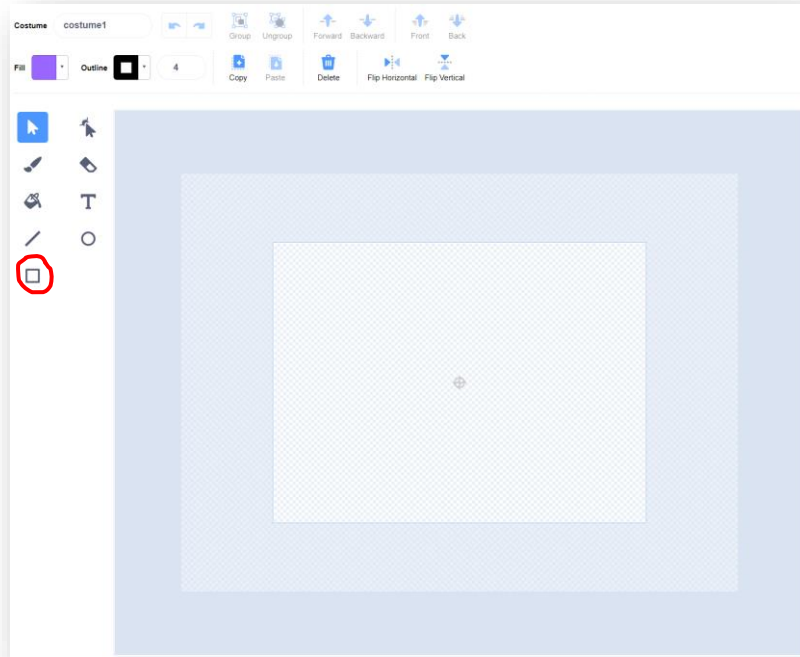 Costume costume1
Group Ungroup Forward Backward Front Back
Fill Outline 4
Copy Paste Delete Flip Horizontal Flip Vertical
T